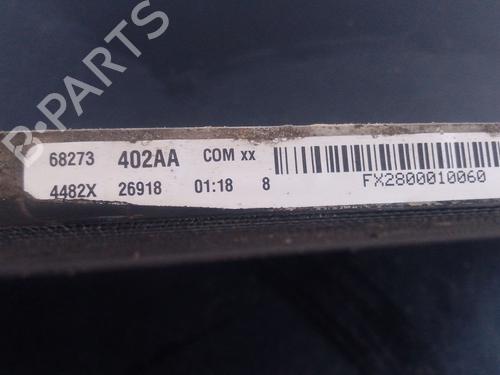 B-PARTS
68273 402AA COM xx
4482X 26918 01:18 8
FX2800010060